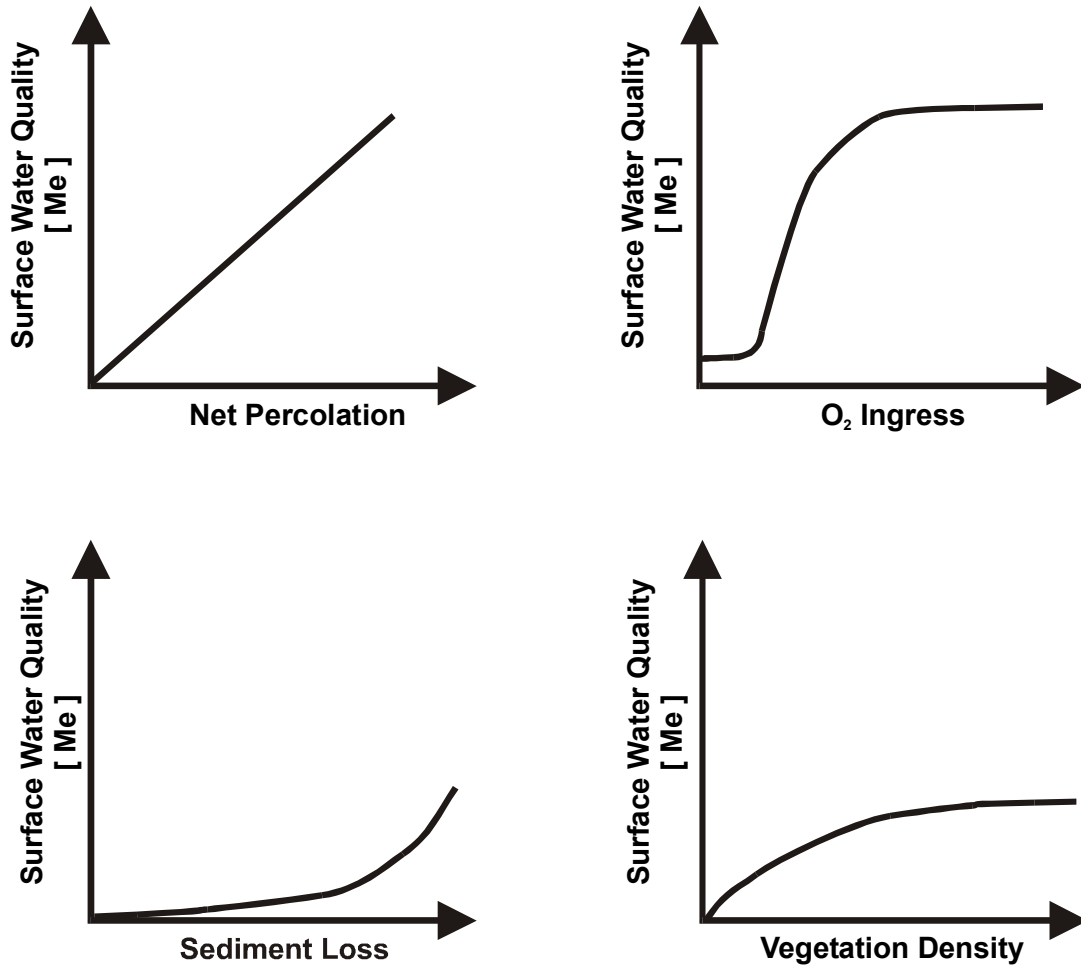 Surface Water Quality
[ Me ]
Net Percolation
Surface Water Quality
[ Me ]
O₂ Ingress
Surface Water Quality
[ Me ]
Sediment Loss
Surface Water Quality
[ Me ]
Vegetation Density